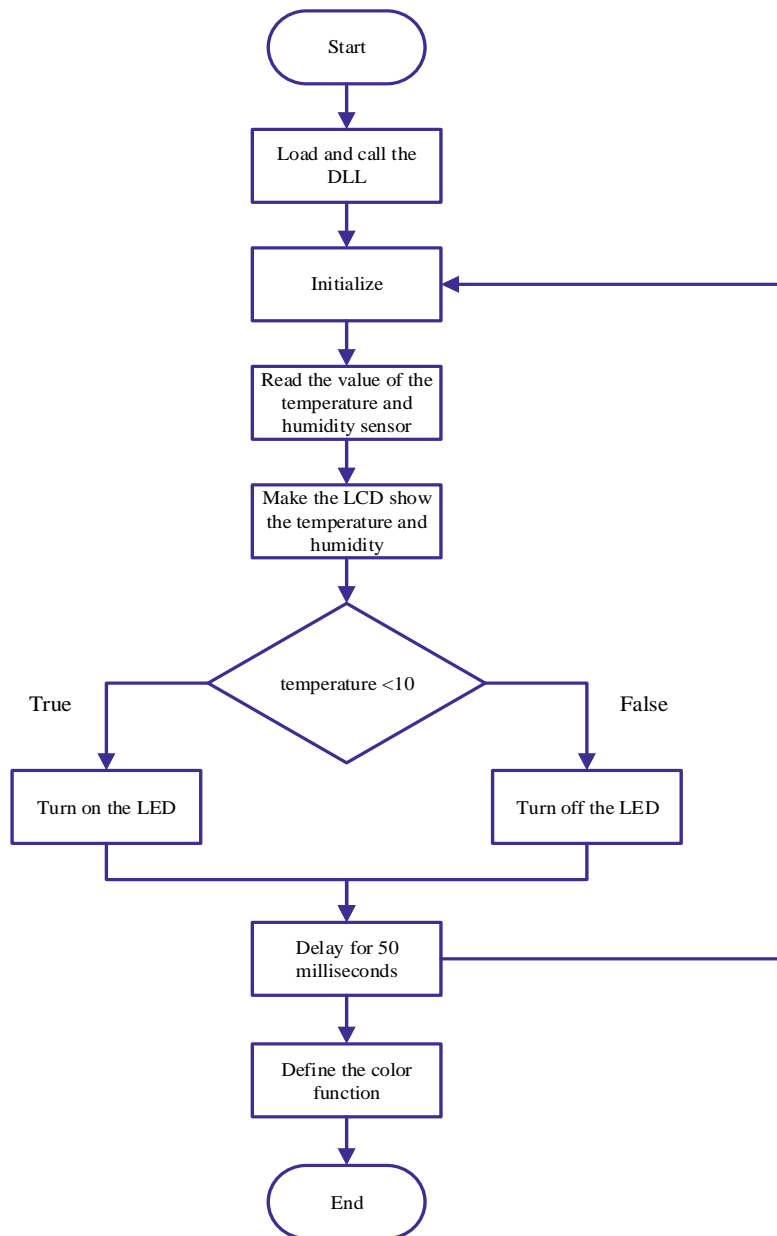 Start
Load and call the
DLL
Initialize
Read the value of the
temperature and
humidity sensor
Make the LCD show
the temperature and
humidity
temperature <10
True
False
Turn on the LED
Turn off the LED
Delay for 50
milliseconds
Define the color
function
End